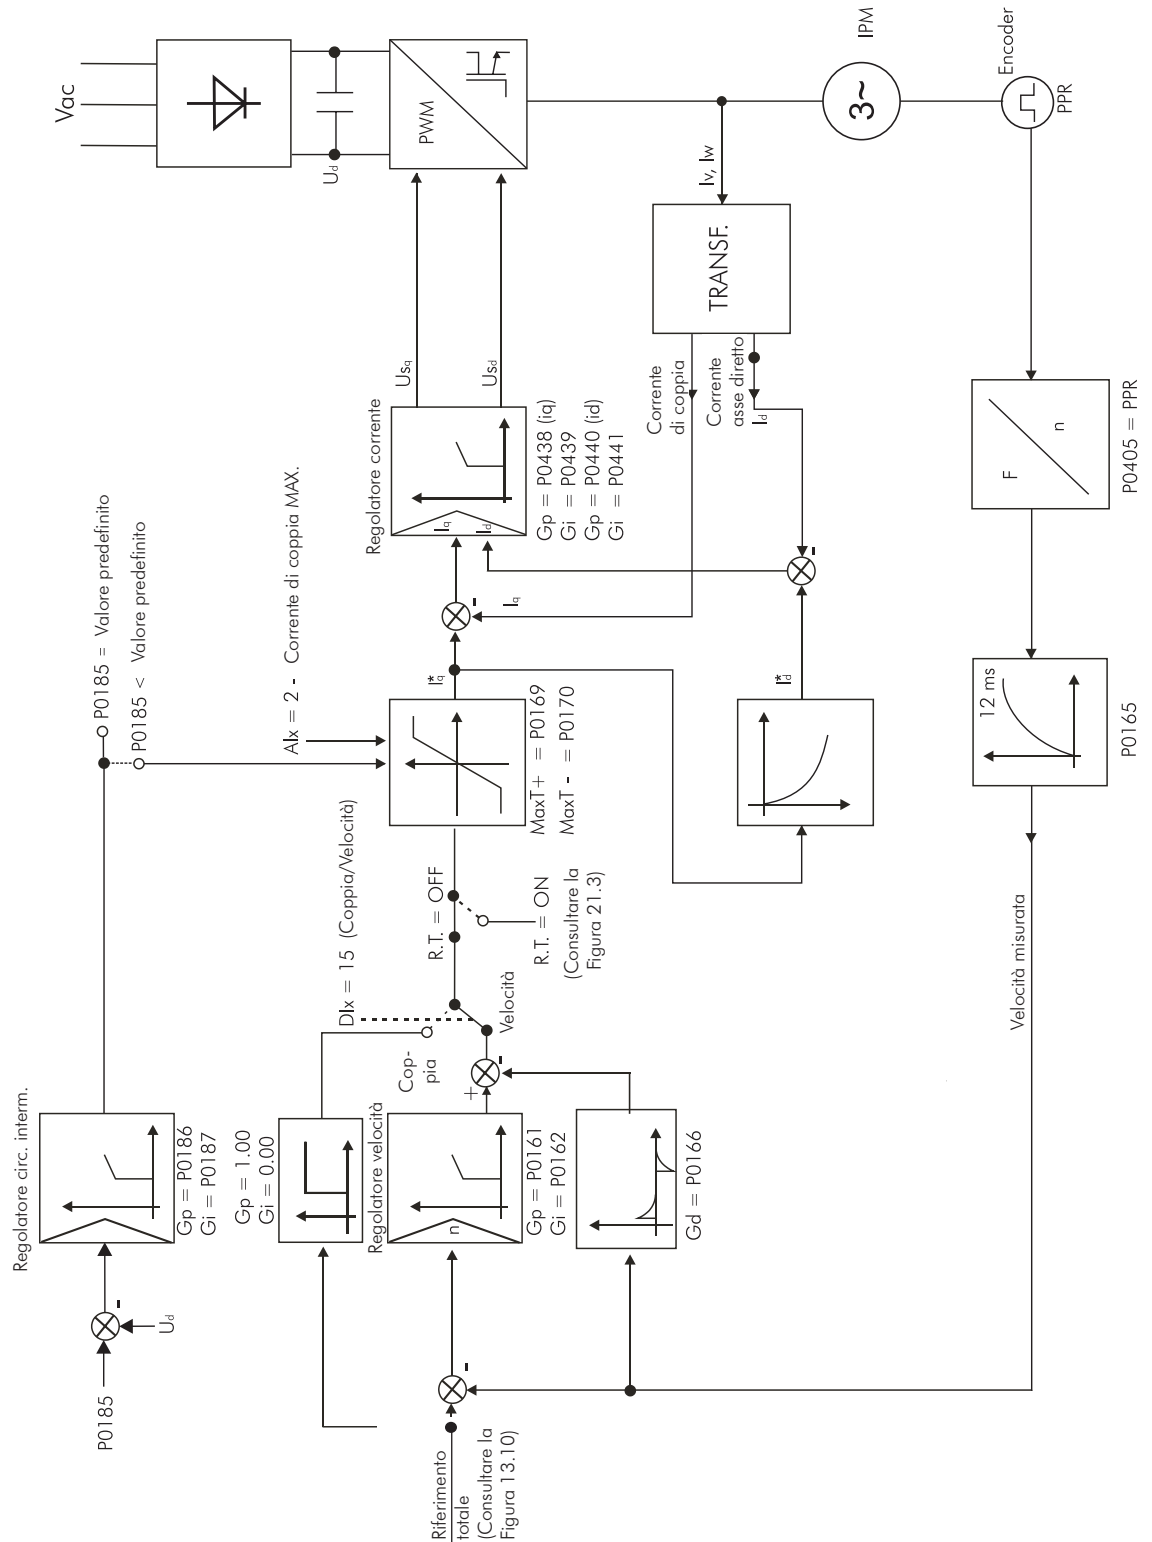 Regolatore circ. interm.
P0185
-
Ud
Gp = P0186
Gi = P0187
P0185 = Valore predefinito
P0185 < Valore predefinito
AIx = 2 - Corrente di coppia MAX.
Vac
Ud
PWM
Riferimento
totale
(Consultare la
Figura 13.10)
-
Gp = 1.00
Gi = 0.00
Regolatore velocità
n
Gp = P0161
Gi = P0162
Gd = P0166
+
-
Cop-
pia
Velocità
DIx = 15 (Coppia/Velocità)
R.T. = OFF
R.T. = ON
(Consultare la
Figura 21.3)
MaxT+ = P0169
MaxT - = P0170
I*q
-
Iq
I*d
-
Regolatore corrente
Iq
Id
Gp = P0438 (iq)
Gi = P0439
Gp = P0440 (id)
Gi = P0441
Usq
Usd
Corrente
di coppia
Corrente
asse diretto
Id
TRANSF.
Iv, Iw
3~
IPM
Encoder
PPR
F
n
P0405 = PPR
12 ms
P0165
Velocità misurata